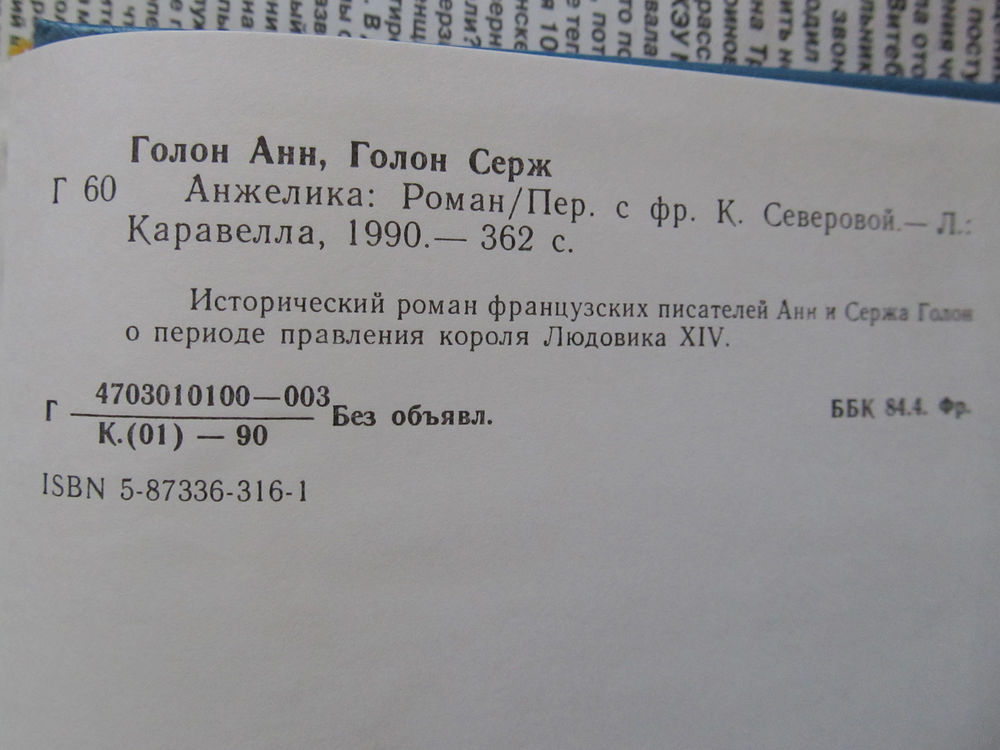 Голон Анн, Голон Серж
Г 60 Анжелика: Роман/Пер. с фр. К. Северовой.— Л.:
Каравелла, 1990.— 362 с.
Исторический роман французских писателей Анн и Сержа Голон
о периоде правления короля Людовика XIV.
Г 4703010100—003 Без объявл. ББК 84.4. Фр.
К.(01) — 90
ISBN 5-87336-316-1